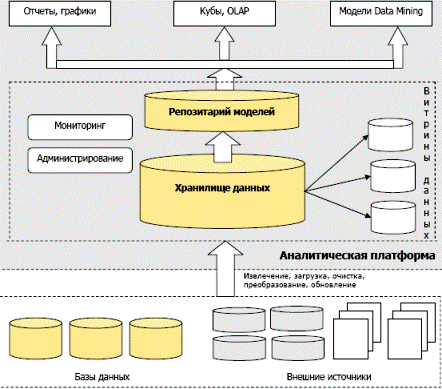 Отчеты, графики
Кубы, OLAP
Модели Data Mining
Репозитарий моделей
Мониторинг
Администрирование
Хранилище данных
Витрины данных
Аналитическая платформа
Извлечение, загрузка, очистка,
преобразование, обновление
Базы данных
Внешние источники